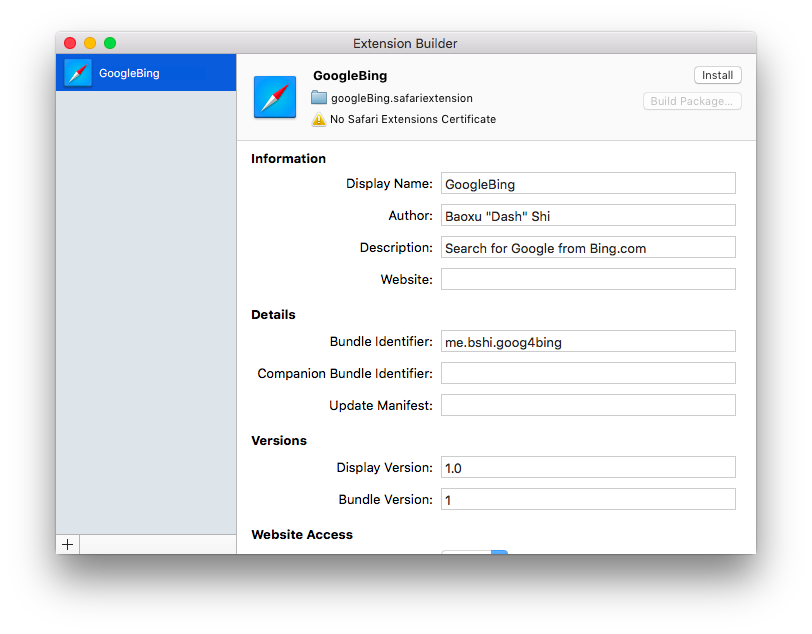 Extension Builder
GoogleBing
GoogleBing
Install
googleBing.safariextension
Build Package...
No Safari Extensions Certificate
Information
Display Name: GoogleBing
Author: Baoxu "Dash" Shi
Description: Search for Google from Bing.com
Website:
Details
Bundle Identifier: me.bshi.goog4bing
Companion Bundle Identifier:
Update Manifest:
Versions
Display Version: 1.0
Bundle Version: 1
Website Access